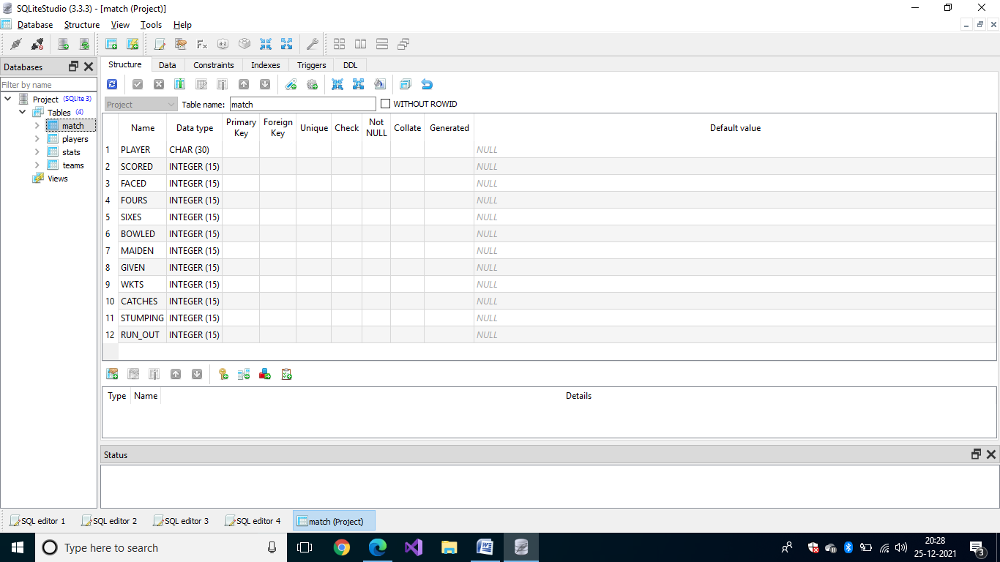 SQLiteStudio (3.3.3) - [match (Project)]
Database Structure View Tools Help
Databases
Structure Data Constraints Indexes Triggers DDL
Filter by name
Project (SQLite 3)
Tables (4)
match
players
stats
teams
Views
Project Table name: match WITHOUT ROWID
Name Data type Primary Key Foreign Key Unique Check Not NULL Collate Generated Default value
1 PLAYER CHAR (30) NULL
2 SCORED INTEGER (15) NULL
3 FACED INTEGER (15) NULL
4 FOURS INTEGER (15) NULL
5 SIXES INTEGER (15) NULL
6 BOWLED INTEGER (15) NULL
7 MAIDEN INTEGER (15) NULL
8 GIVEN INTEGER (15) NULL
9 WKTS INTEGER (15) NULL
10 CATCHES INTEGER (15) NULL
11 STUMPING INTEGER (15) NULL
12 RUN_OUT INTEGER (15) NULL
Type Name Details
Status
SQL editor 1 SQL editor 2 SQL editor 3 SQL editor 4 match (Project)
Type here to search
20:28
25-12-2021
3